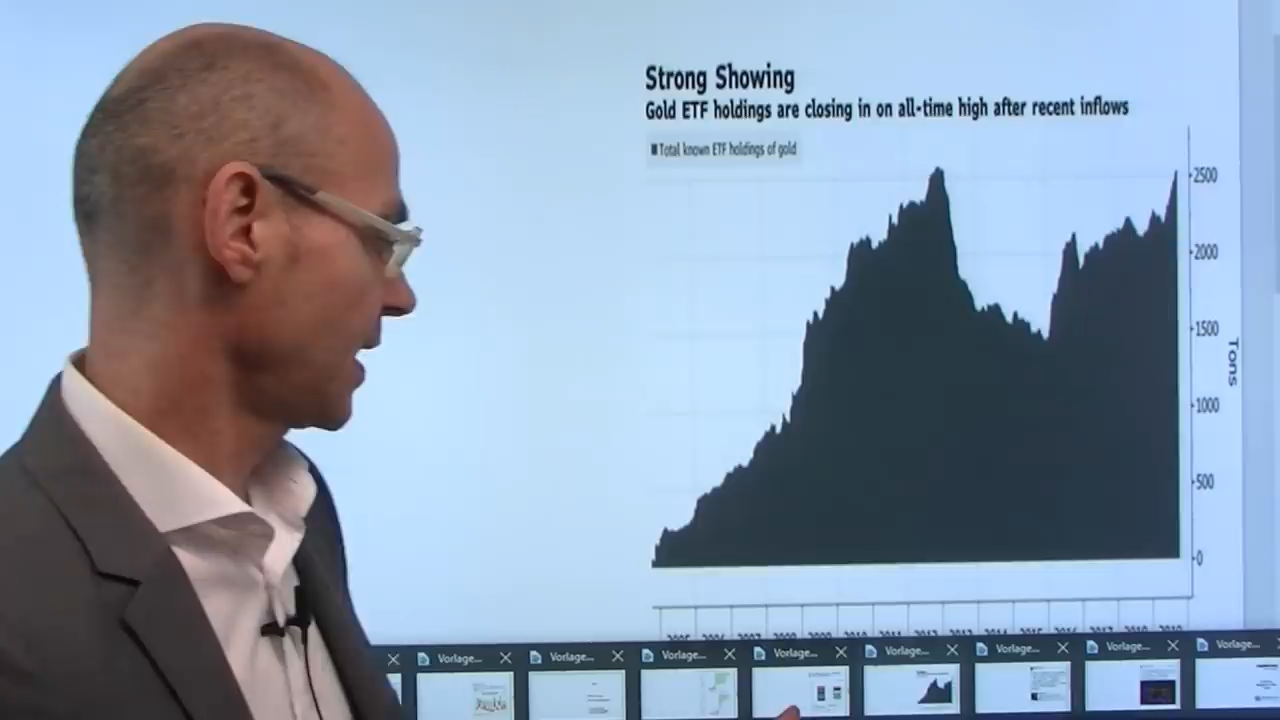 Strong Showing
Gold ETF holdings are closing in on all-time high after recent inflows
Total known ETF holdings of gold
2500
2000
1500
1000
500
0
Tons
Vorlage...
Vorlage...
Vorlage...
Vorlage...
Vorlage...
Vorlage...
Vorlage...
Vorlage...